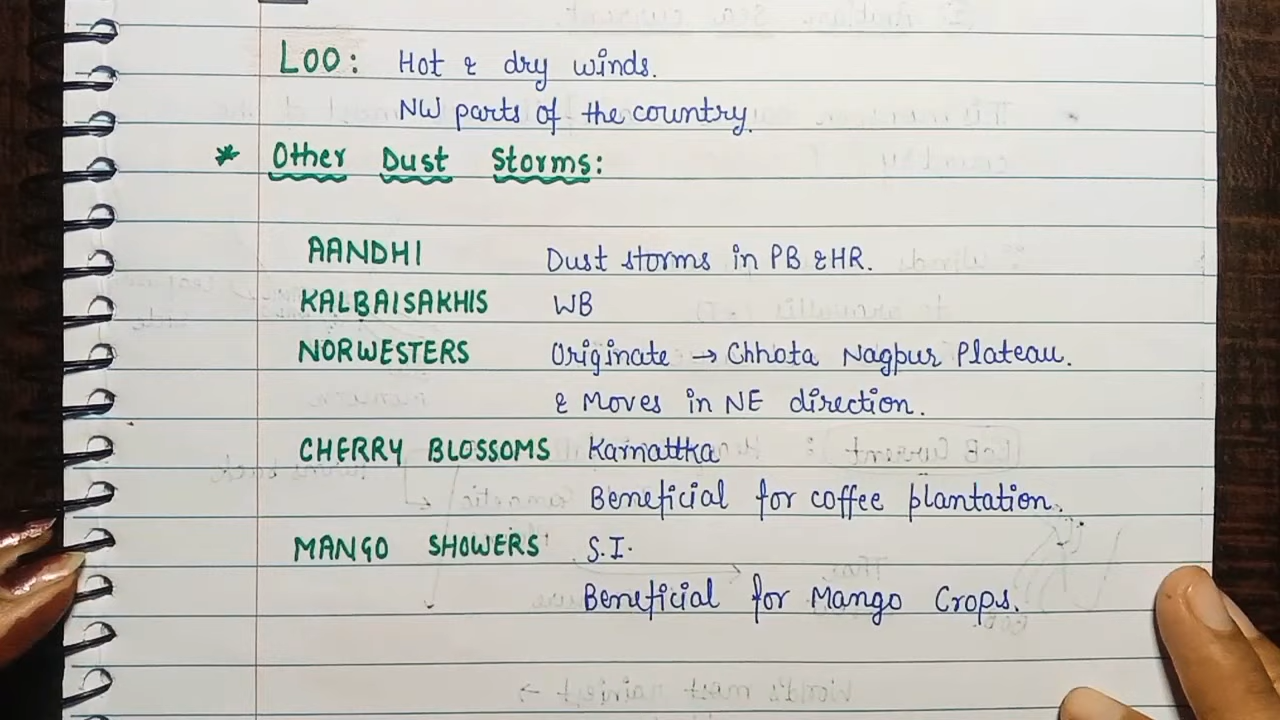 LOO: Hot & dry winds.
NW parts of the country.
* Other Dust Storms:
AANDHI Dust storms in PB & HR.
KALBAISAKHIS WB
NORWESTERS Originate → Chhota Nagpur Plateau.
& Moves in NE direction.
CHERRY BLOSSOMS Karnattka
Beneficial for coffee plantation.
MANGO SHOWERS S.I.
Beneficial for Mango Crops.